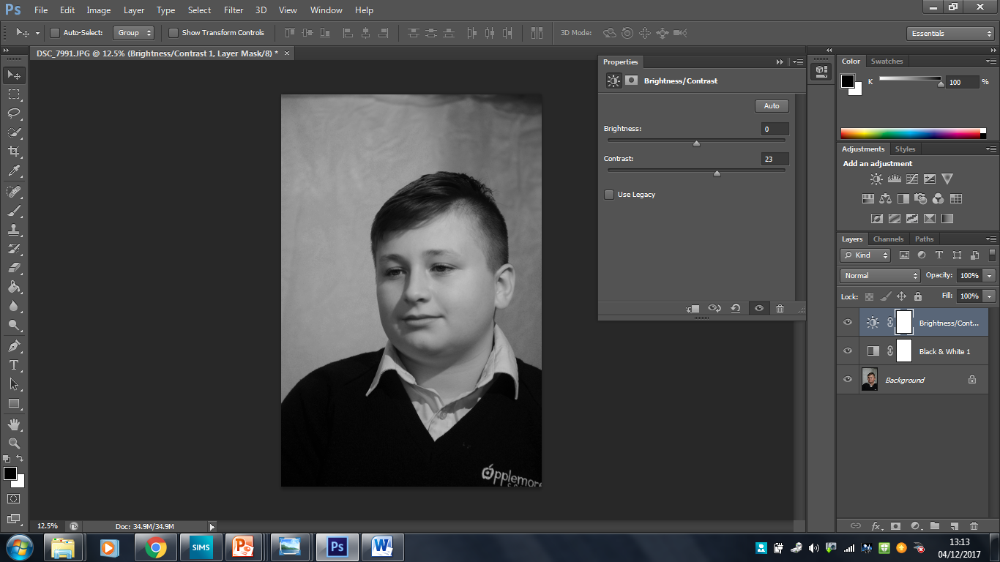 Ps File Edit Image Layer Type Select Filter 3D View Window Help
Auto-Select: Group Show Transform Controls 3D Mode: Essentials
DSC_7991.JPG @ 12.5% (Brightness/Contrast 1, Layer Mask/8) * ×
Properties
Brightness/Contrast
Auto
Brightness: 0
Contrast: 23
Use Legacy
Color Swatches
K 100 %
Adjustments Styles
Add an adjustment
Layers Channels Paths
Kind
Normal Opacity: 100%
Lock: Fill: 100%
Brightness/Cont...
Black & White 1
Background
applemore
T
12.5% Doc: 34.9M/34.9M
fx
SIMS P Ps W
13:13
04/12/2017